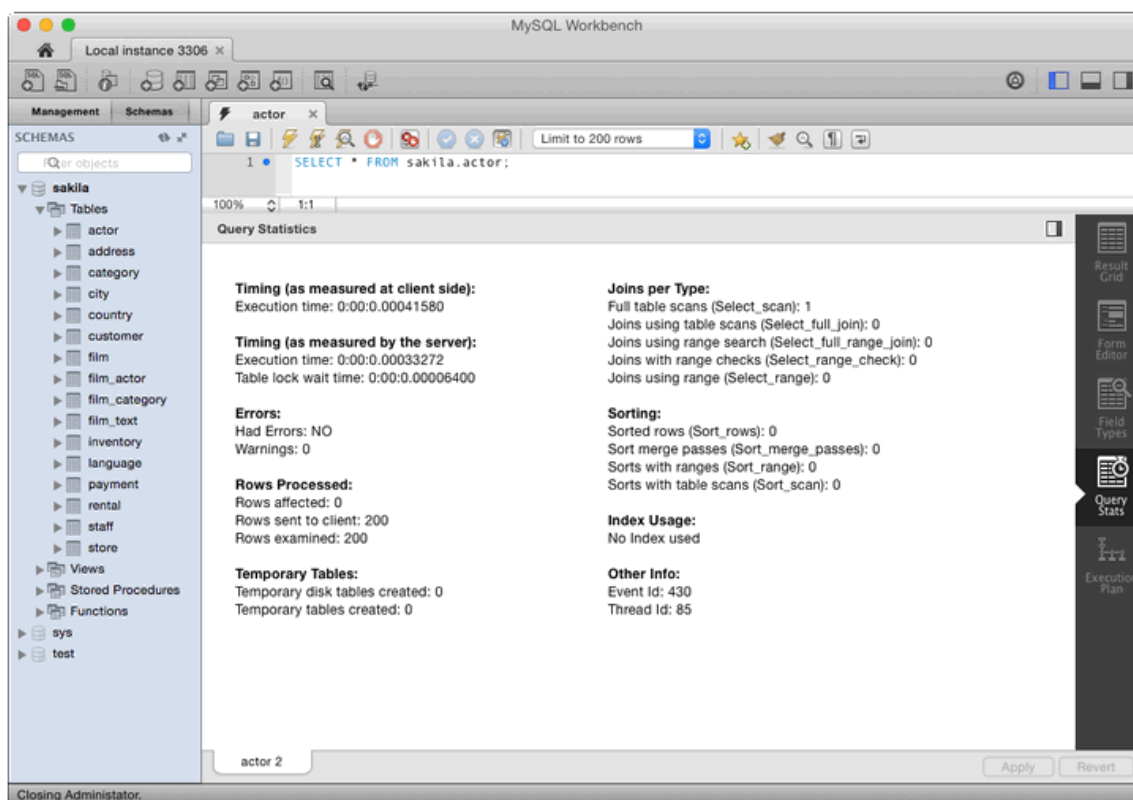 MySQL Workbench
Local instance 3306
Management Schemas
SCHEMAS
Filter objects
sakila
Tables
actor
address
category
city
country
customer
film
film_actor
film_category
film_text
inventory
language
payment
rental
staff
store
Views
Stored Procedures
Functions
sys
test
actor
Limit to 200 rows
1 SELECT * FROM sakila.actor;
100% 1:1
Query Statistics
Timing (as measured at client side):
Execution time: 0:00:0.00041580
Timing (as measured by the server):
Execution time: 0:00:0.00033272
Table lock wait time: 0:00:0.00006400
Errors:
Had Errors: NO
Warnings: 0
Rows Processed:
Rows affected: 0
Rows sent to client: 200
Rows examined: 200
Temporary Tables:
Temporary disk tables created: 0
Temporary tables created: 0
Joins per Type:
Full table scans (Select_scan): 1
Joins using table scans (Select_full_join): 0
Joins using range search (Select_full_range_join): 0
Joins with range checks (Select_range_check): 0
Joins using range (Select_range): 0
Sorting:
Sorted rows (Sort_rows): 0
Sort merge passes (Sort_merge_passes): 0
Sorts with ranges (Sort_range): 0
Sorts with table scans (Sort_scan): 0
Index Usage:
No Index used
Other Info:
Event Id: 430
Thread Id: 85
Result
Grid
Form
Editor
Field
Types
Query
Stats
Executio
Plan
actor 2
Apply Revert
Closing Administator.